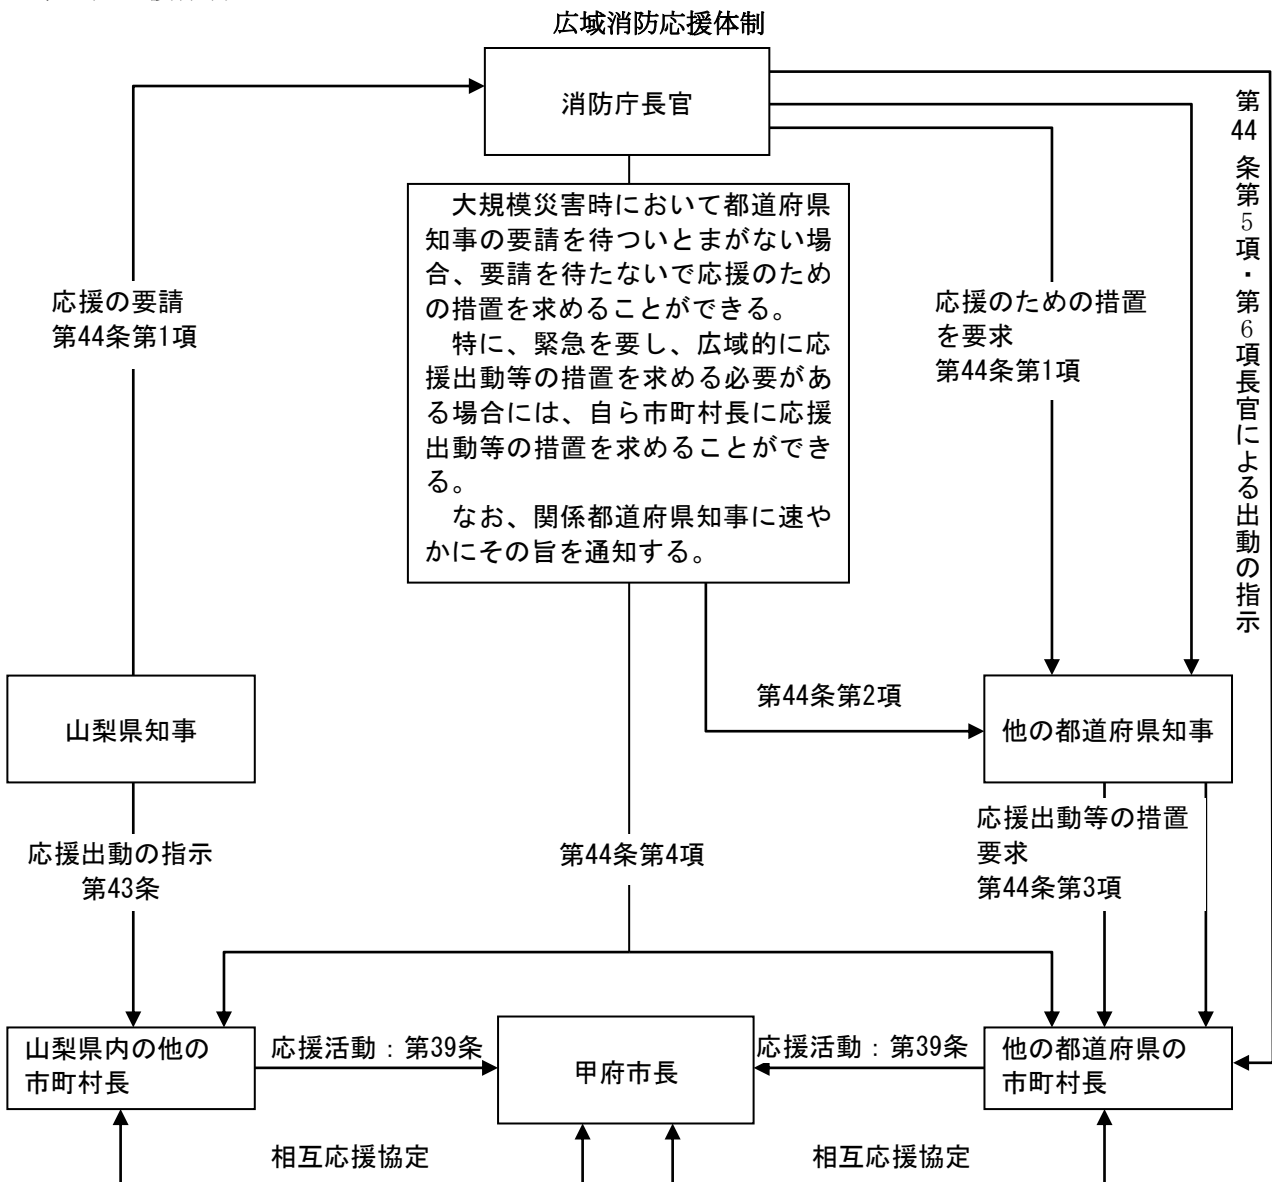 広域消防応援体制
消防庁長官
大規模災害時において都道府県
知事の要請を待ついとまがない場
合、要請を待たないで応援のため
の措置を求めることができる。
特に、緊急を要し、広域的に応
援出動等の措置を求める必要があ
る場合には、自ら市町村長に応援
出動等の措置を求めることができ
る。
なお、関係都道府県知事に速や
かにその旨を通知する。
応援の要請
第44条第1項
応援のための措置
を要求
第44条第1項
第44条第5項・第6項長官による出動の指示
山梨県知事
第44条第2項
他の都道府県知事
応援出動の指示
第43条
第44条第4項
応援出動等の措置
要求
第44条第3項
山梨県内の他の
市町村長
応援活動：第39条
甲府市長
応援活動：第39条
他の都道府県の
市町村長
相互応援協定
相互応援協定